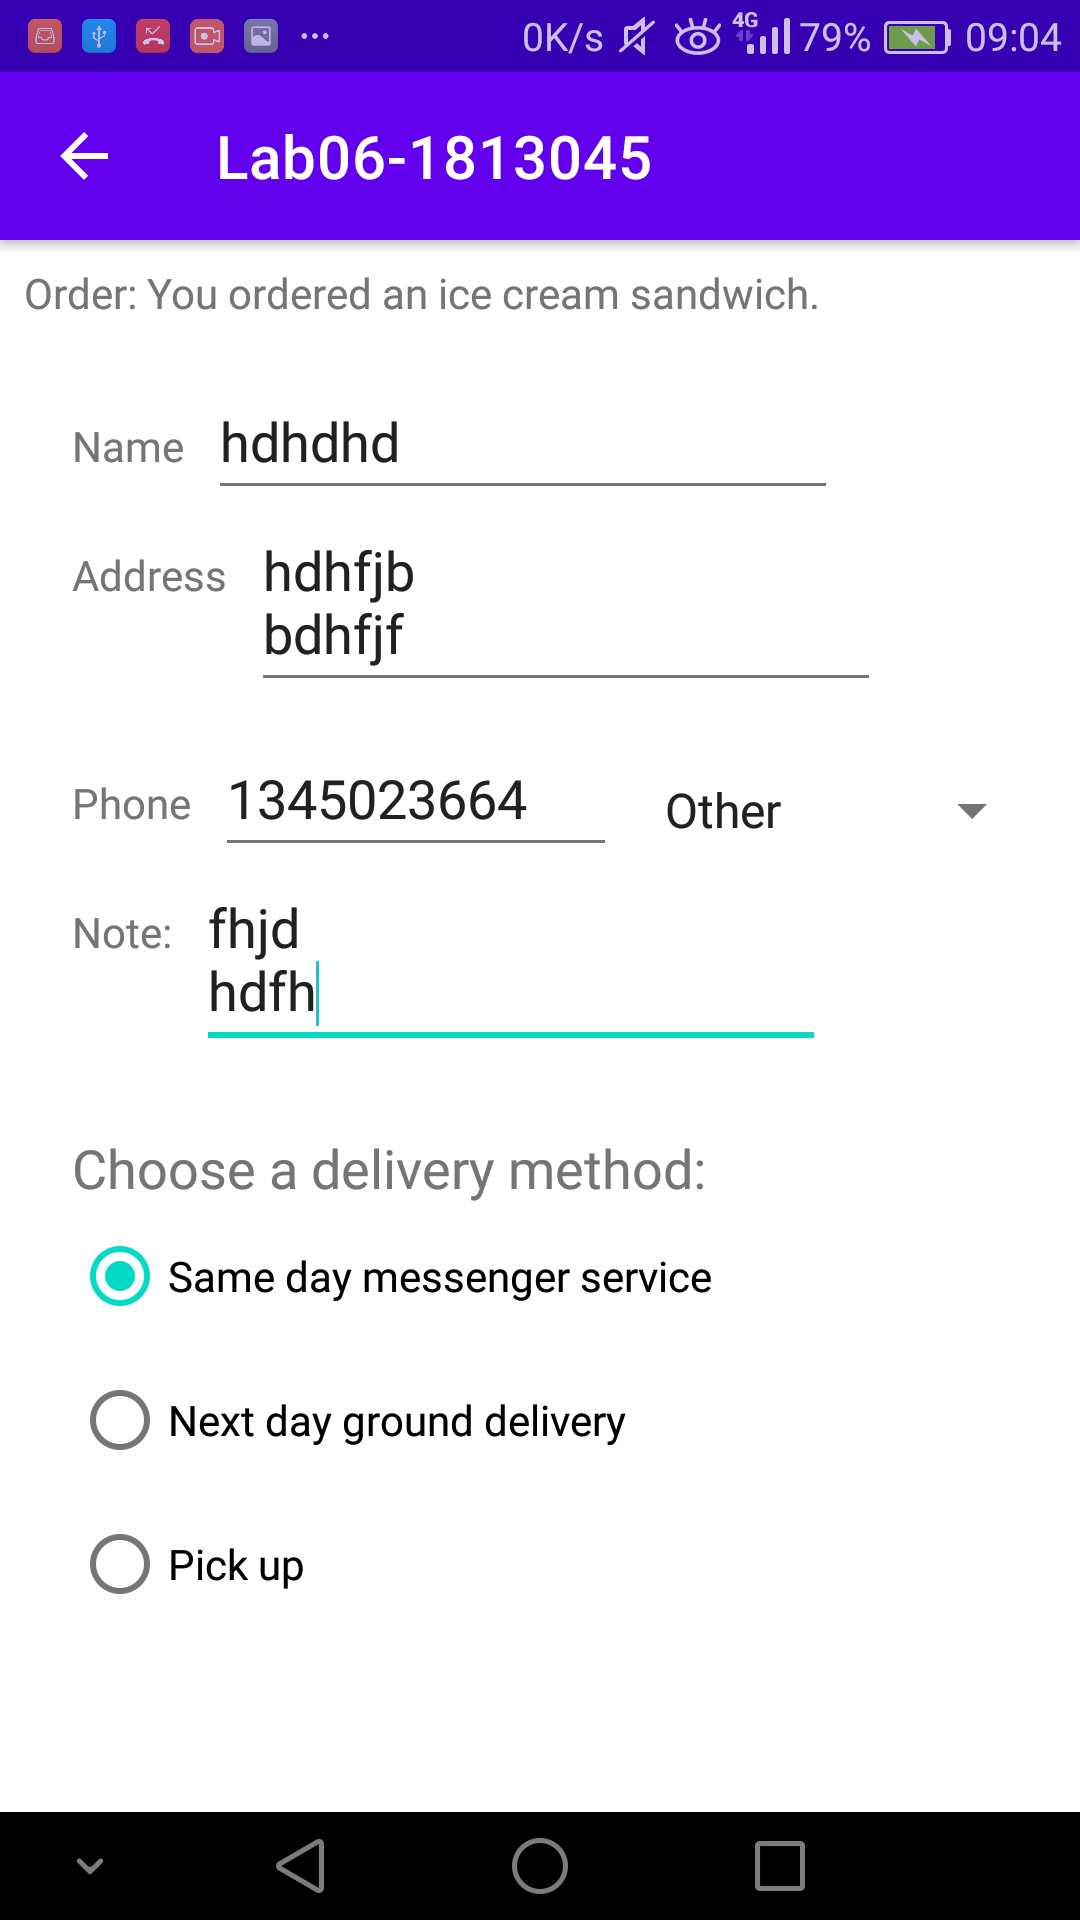 0K/s 4G 79% 09:04
Lab06-1813045
Order: You ordered an ice cream sandwich.
Name hdhdhd
Address hdhfjb
bdhfjf
Phone 1345023664 Other
Note: fhjd
hdfh
Choose a delivery method:
Same day messenger service
Next day ground delivery
Pick up